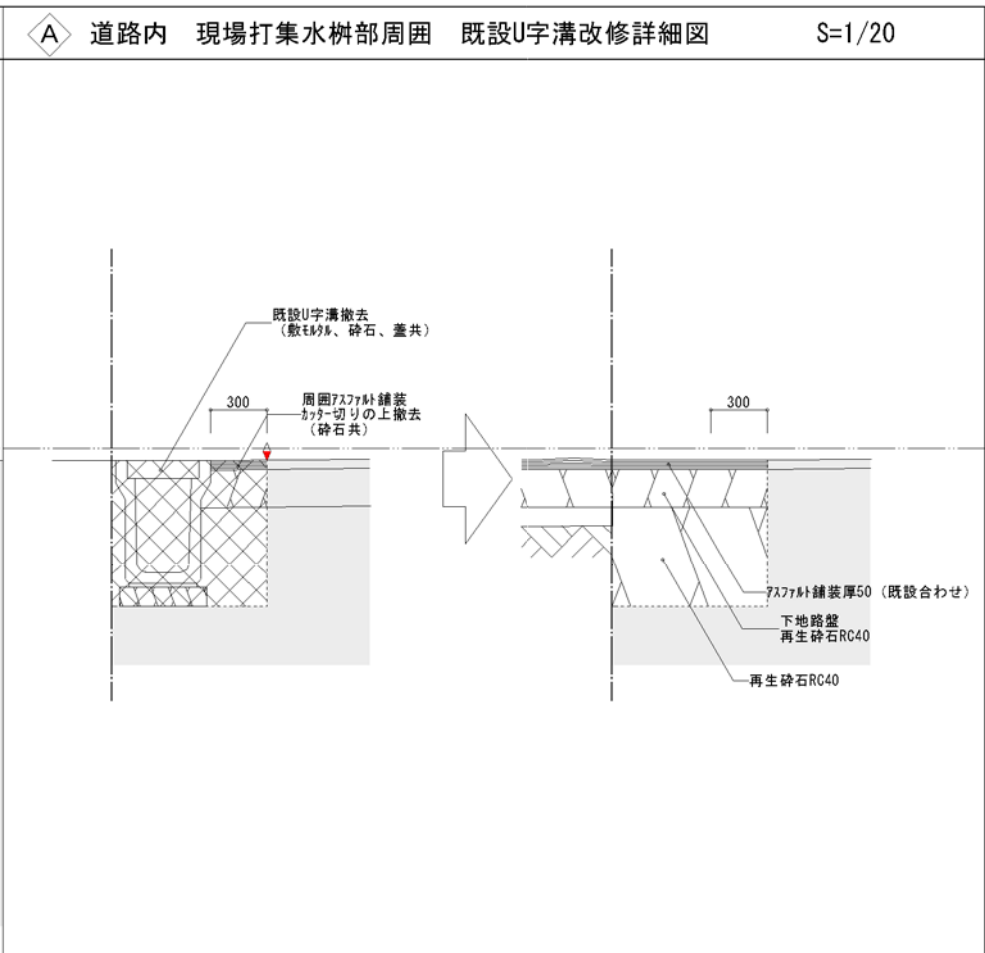 A 道路内 現場打集水桝部周囲 既設U字溝改修詳細図 S=1/20
既設U字溝撤去
（敷ﾓﾙﾀﾙ、砕石、蓋共）
周囲ｱｽﾌｧﾙﾄ舗装
ｶｯﾀｰ切りの上撤去
（砕石共）
300
300
ｱｽﾌｧﾙﾄ舗装厚50（既設合わせ）
下地路盤
再生砕石RC40
再生砕石RC40